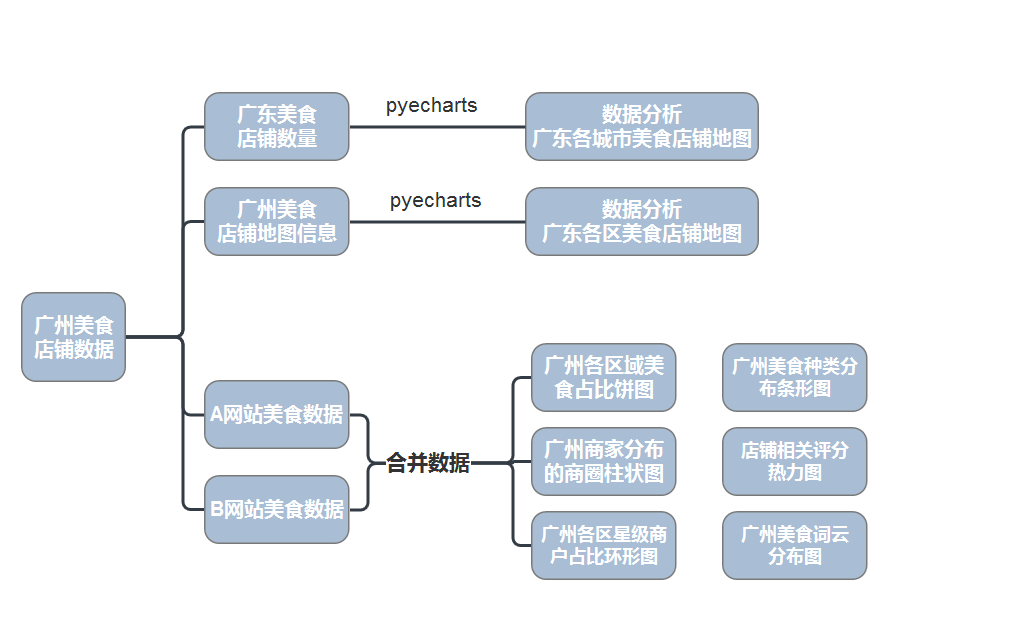 广东美食
店铺数量
pyecharts
数据分析
广东各城市美食店铺地图
广州美食
店铺地图信息
pyecharts
数据分析
广东各区美食店铺地图
广州美食
店铺数据
A网站美食数据
B网站美食数据
合并数据
广州各区域美
食占比饼图
广州美食种类分
布条形图
广州商家分布
的商圈柱状图
店铺相关评分
热力图
广州各区星级商
户占比环形图
广州美食词云
分布图